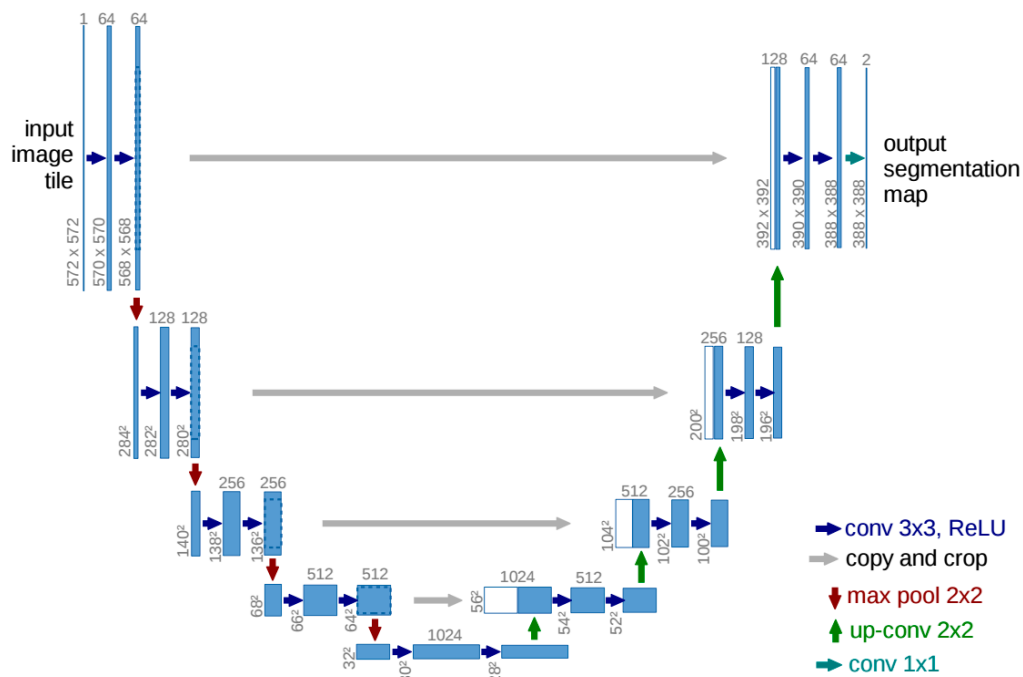 1 64 64
128 64 64 2
input
image
tile
output
segmentation
map
572 x 572
570 x 570
568 x 568
392 x 392
390 x 390
388 x 388
388 x 388
128 128
256 128
284²
282²
280²
200²
198²
196²
256 256
512 256
140²
138²
136²
104²
102²
100²
512 512
1024 512
68²
66²
64²
56²
54²
52²
1024
32²
conv 3x3, ReLU
copy and crop
max pool 2x2
up-conv 2x2
conv 1x1